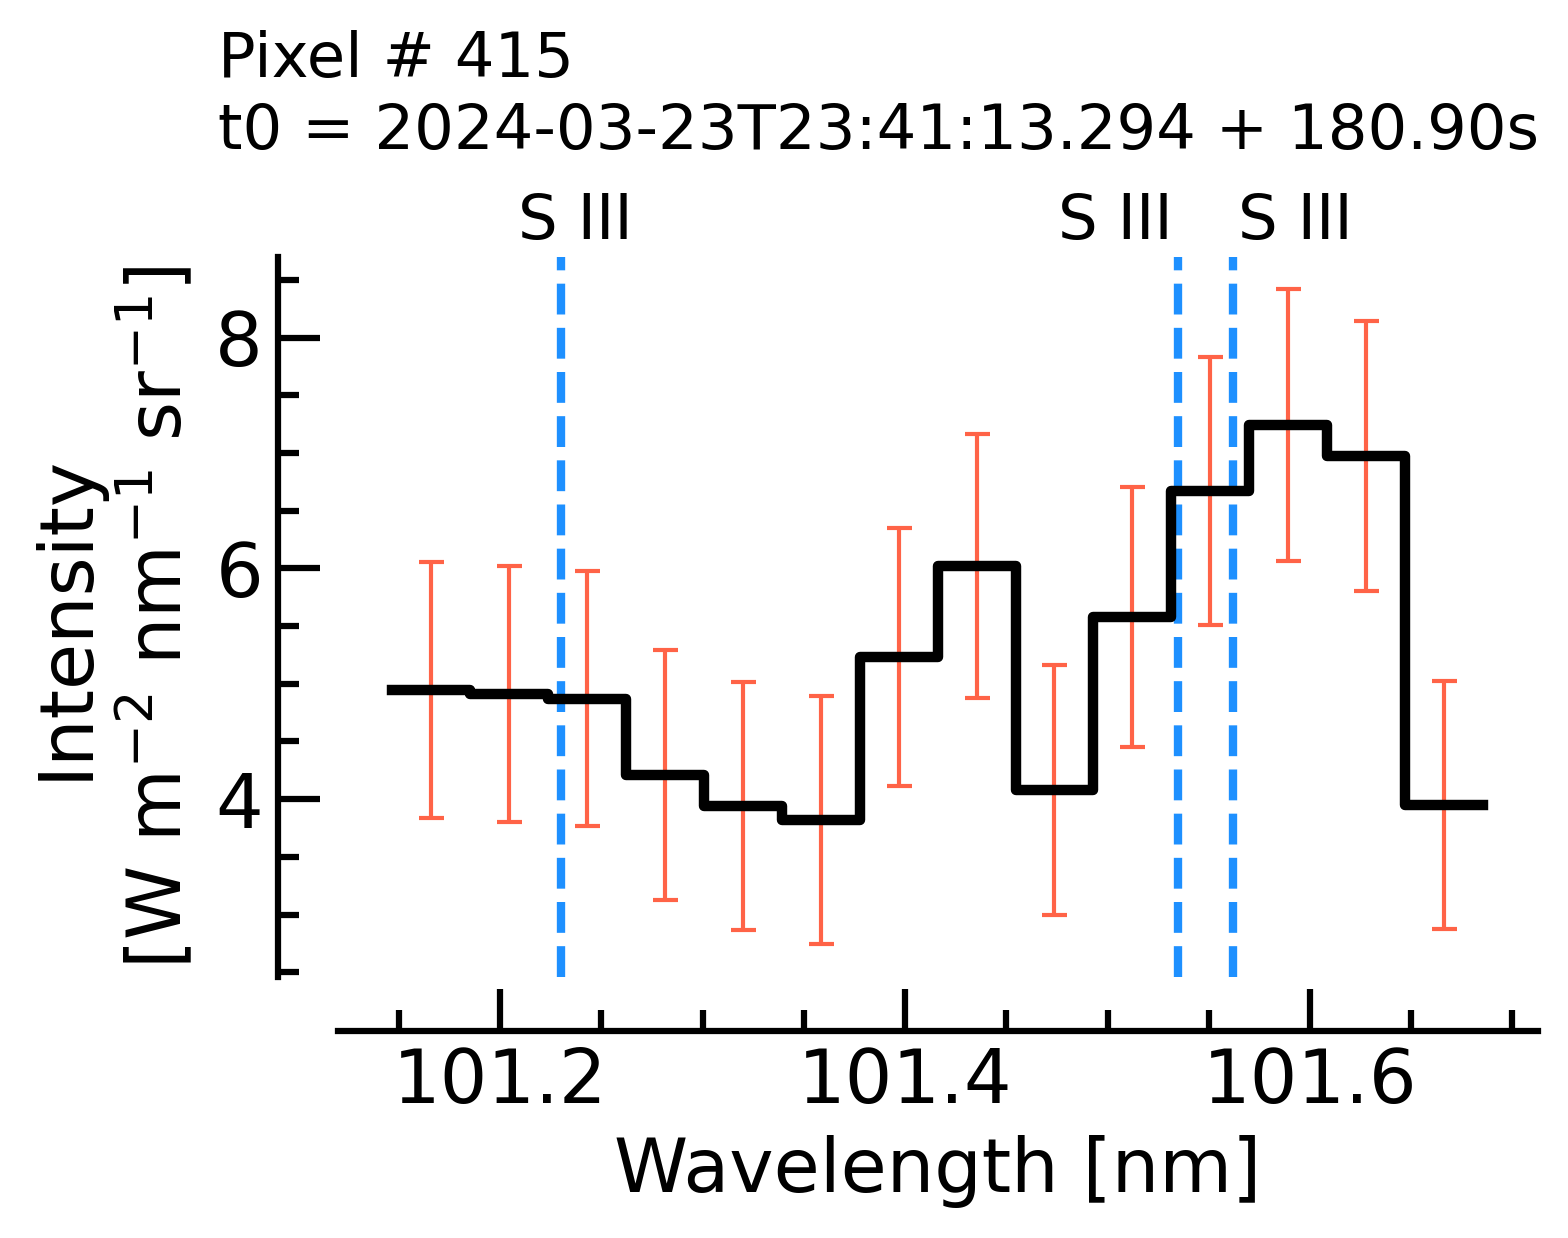 Pixel # 415
t0 = 2024-03-23T23:41:13.294 + 180.90s
S III S III S III
Intensity
[W m⁻² nm⁻¹ sr⁻¹]
8
6
4
101.2 101.4 101.6
Wavelength [nm]